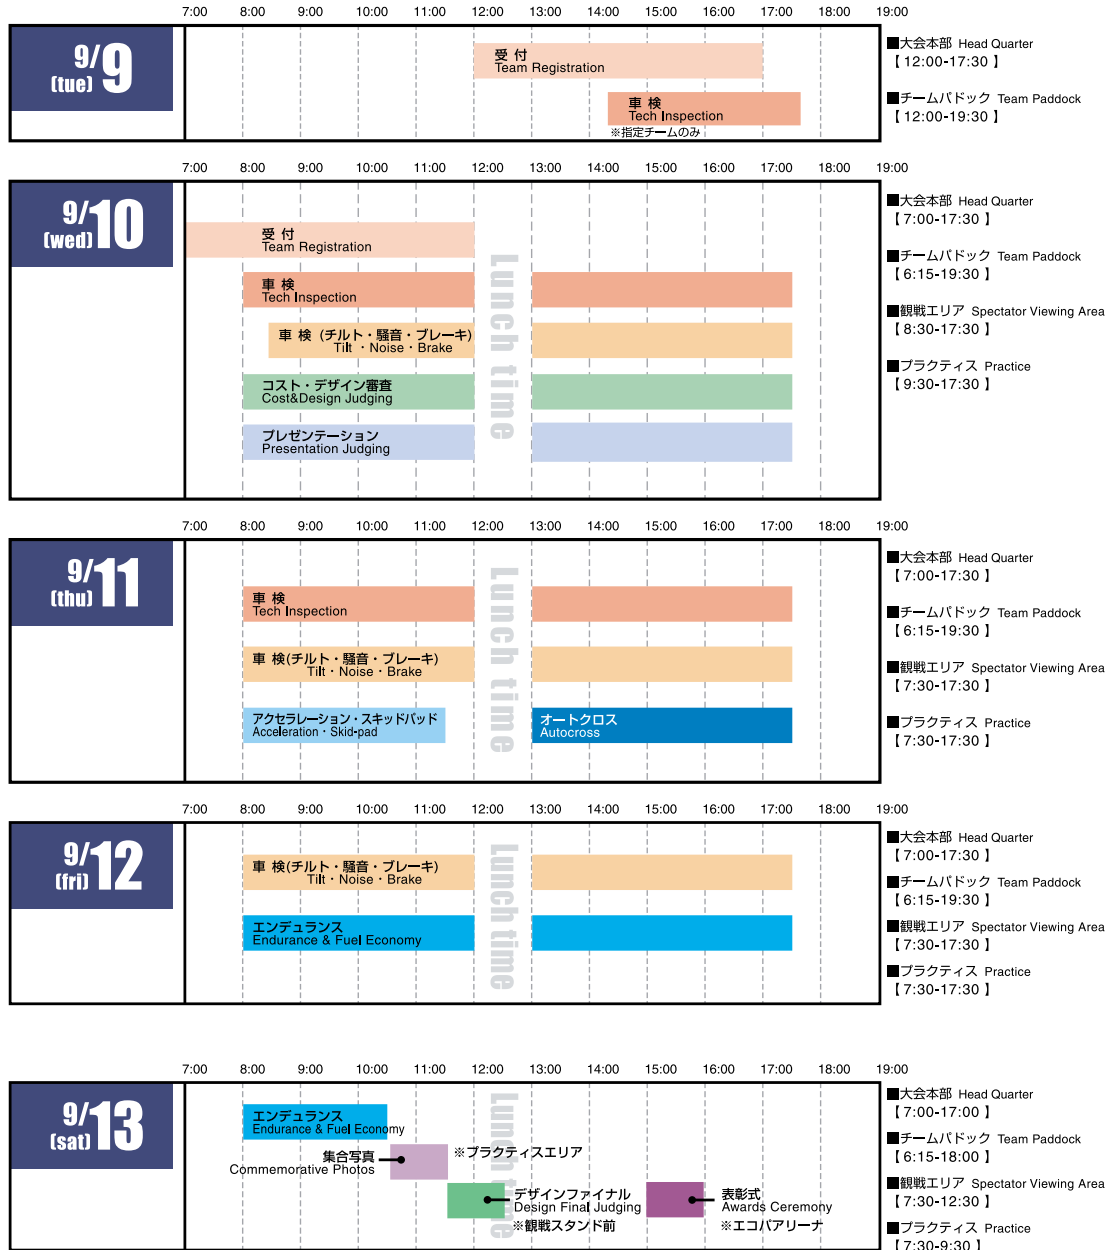 7:00 8:00 9:00 10:00 11:00 12:00 13:00 14:00 15:00 16:00 17:00 18:00 19:00
9/9
(tue)
受 付
Team Registration
車 検
Tech Inspection
※指定チームのみ
■大会本部 Head Quarter
【 12:00-17:30 】
■チームパドック Team Paddock
【 12:00-19:30 】
7:00 8:00 9:00 10:00 11:00 12:00 13:00 14:00 15:00 16:00 17:00 18:00 19:00
9/10
(wed)
受 付
Team Registration
車 検
Tech Inspection
車 検 (チルト・騒音・ブレーキ)
Tilt ・Noise・Brake
コスト・デザイン審査
Cost&Design Judging
プレゼンテーション
Presentation Judging
Lunch time
■大会本部 Head Quarter
【 7:00-17:30 】
■チームパドック Team Paddock
【 6:15-19:30 】
■観戦エリア Spectator Viewing Area
【 8:30-17:30 】
■プラクティス Practice
【 9:30-17:30 】
7:00 8:00 9:00 10:00 11:00 12:00 13:00 14:00 15:00 16:00 17:00 18:00 19:00
9/11
(thu)
車 検
Tech Inspection
車 検(チルト・騒音・ブレーキ)
Tilt・Noise・Brake
アクセラレーション・スキッドパッド
Acceleration・Skid-pad
Lunch time
オートクロス
Autocross
■大会本部 Head Quarter
【 7:00-17:30 】
■チームパドック Team Paddock
【 6:15-19:30 】
■観戦エリア Spectator Viewing Area
【 7:30-17:30 】
■プラクティス Practice
【 7:30-17:30 】
7:00 8:00 9:00 10:00 11:00 12:00 13:00 14:00 15:00 16:00 17:00 18:00 19:00
9/12
(fri)
車 検(チルト・騒音・ブレーキ)
Tilt・Noise・Brake
エンデュランス
Endurance & Fuel Economy
Lunch time
■大会本部 Head Quarter
【 7:00-17:30 】
■チームパドック Team Paddock
【 6:15-19:30 】
■観戦エリア Spectator Viewing Area
【 7:30-17:30 】
■プラクティス Practice
【 7:30-17:30 】
7:00 8:00 9:00 10:00 11:00 12:00 13:00 14:00 15:00 16:00 17:00 18:00 19:00
9/13
(sat)
エンデュランス
Endurance & Fuel Economy
集合写真
Commemorative Photos
※プラクティスエリア
Lunch time
デザインファイナル
Design Final Judging
※観戦スタンド前
表彰式
Awards Ceremony
※エコパアリーナ
■大会本部 Head Quarter
【 7:00-17:00 】
■チームパドック Team Paddock
【 6:15-18:00 】
■観戦エリア Spectator Viewing Area
【 7:30-12:30 】
■プラクティス Practice
【 7:30-9:30 】